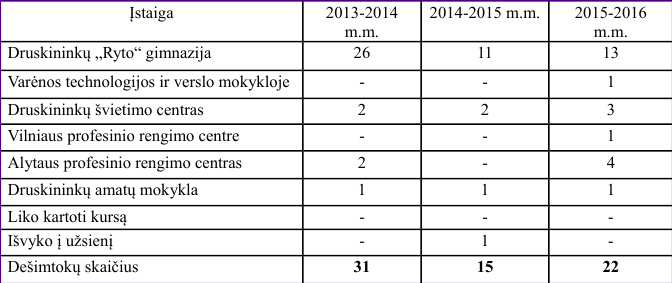 Įstaiga 2013-2014 m.m. 2014-2015 m.m. 2015-2016 m.m.
Druskininkų „Ryto“ gimnazija 26 11 13
Varėnos technologijos ir verslo mokykloje - - 1
Druskininkų švietimo centras 2 2 3
Vilniaus profesinio rengimo centre - - 1
Alytaus profesinio rengimo centras 2 - 4
Druskininkų amatų mokykla 1 1 1
Liko kartoti kursą - - -
Išvyko į užsienį - 1 -
Dešimtokų skaičius 31 15 22